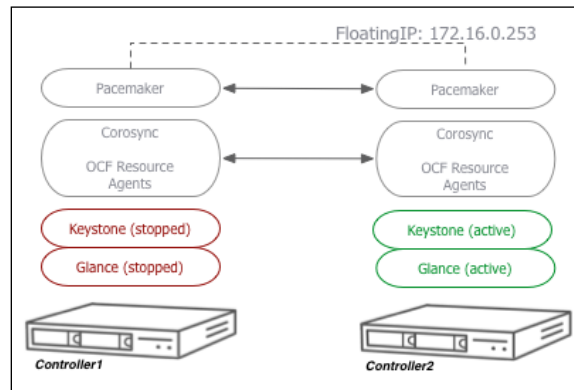 FloatingIP: 172.16.0.253
Pacemaker
Pacemaker
Corosync
OCF Resource
Agents
Corosync
OCF Resource
Agents
Keystone (stopped)
Keystone (active)
Glance (stopped)
Glance (active)
Controller1
Controller2